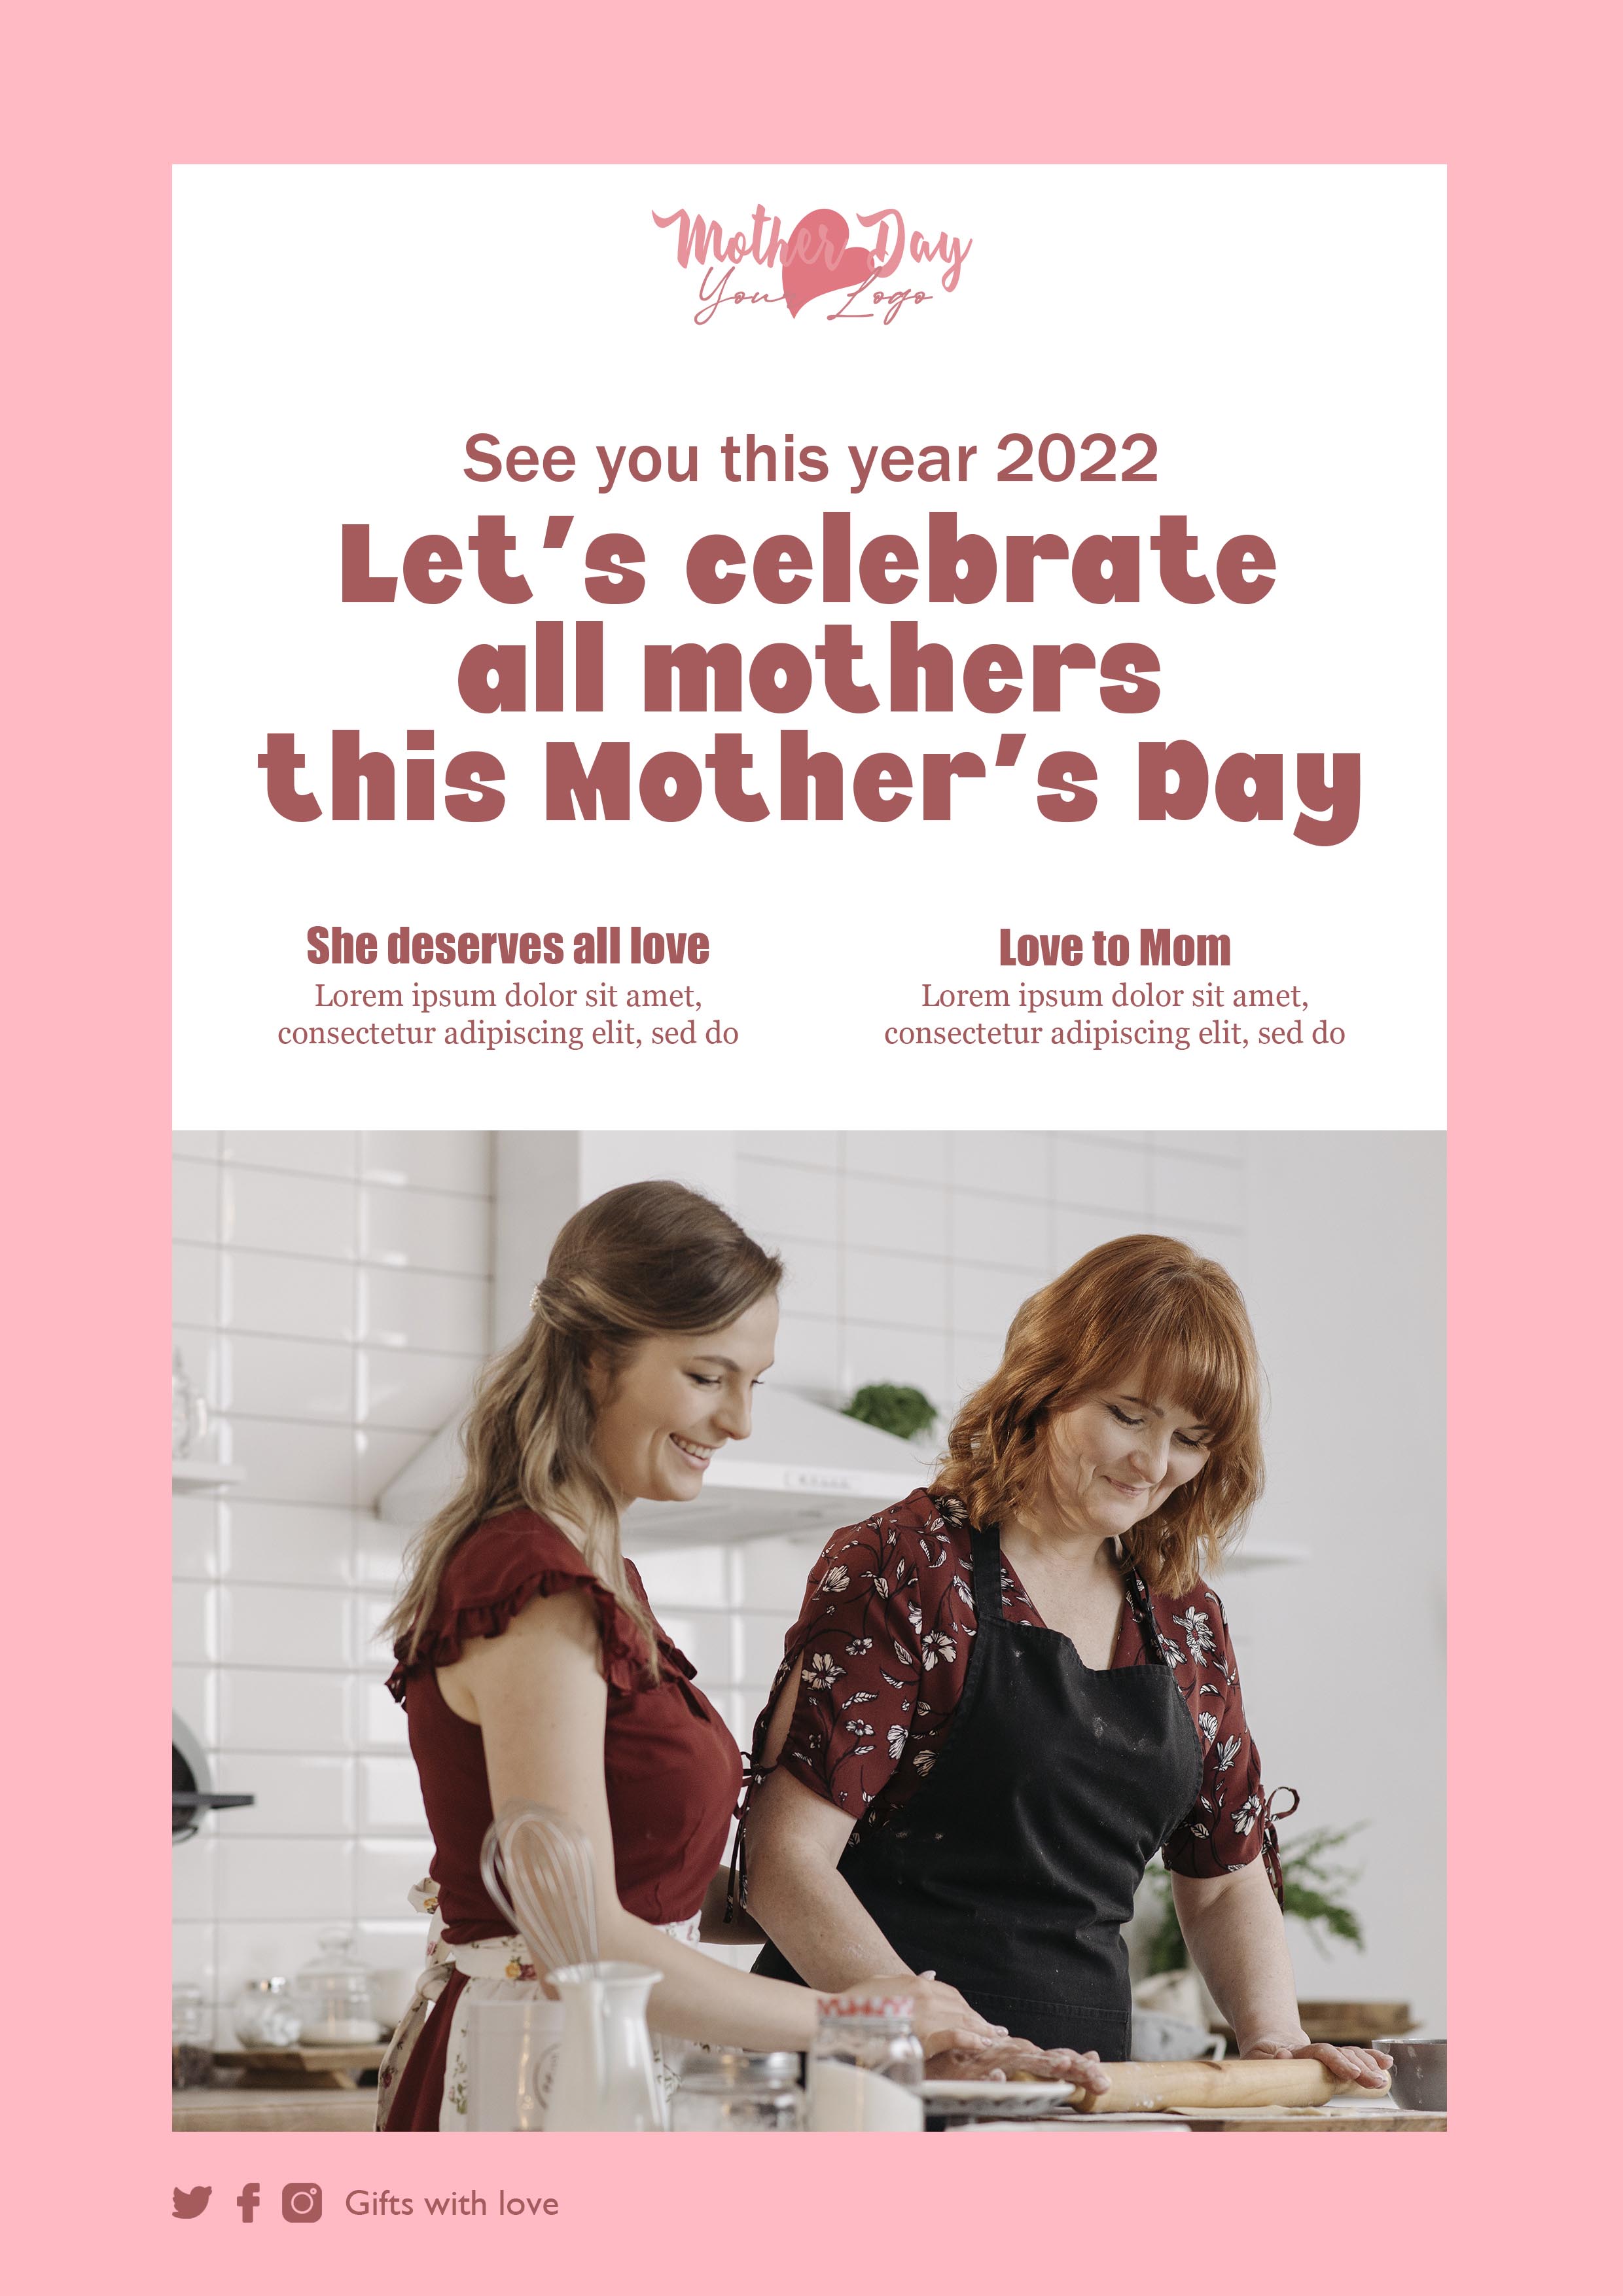 Mother Day
Your Logo
See you this year 2022
Let's celebrate
all mothers
this Mother's Day
She deserves all love
Lorem ipsum dolor sit amet,
consectetur adipiscing elit, sed do
Love to Mom
Lorem ipsum dolor sit amet,
consectetur adipiscing elit, sed do
Gifts with love